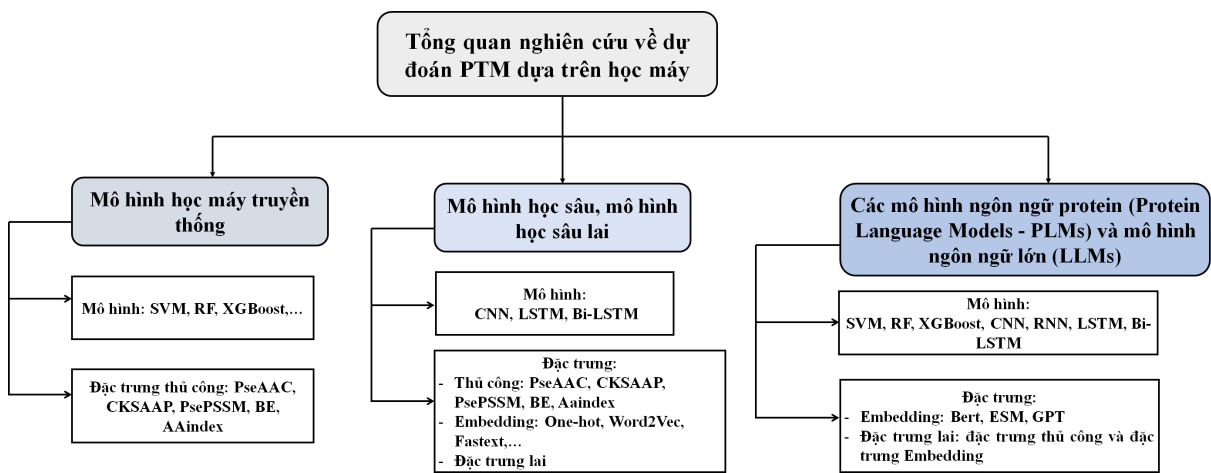 Tổng quan nghiên cứu về dự
đoán PTM dựa trên học máy
Mô hình học máy truyền
thống
Mô hình: SVM, RF, XGBoost,...
Đặc trưng thủ công: PseAAC,
CKSAAP, PsePSSM, BE,
AAindex
Mô hình học sâu, mô hình
học sâu lai
Mô hình:
CNN, LSTM, Bi-LSTM
Đặc trưng:
- Thủ công: PseAAC, CKSAAP,
PsePSSM, BE, Aaindex
- Embedding: One-hot, Word2Vec,
Fastext,...
- Đặc trưng lai
Các mô hình ngôn ngữ protein (Protein
Language Models - PLMs) và mô hình
ngôn ngữ lớn (LLMs)
Mô hình:
SVM, RF, XGBoost, CNN, RNN, LSTM, Bi-
LSTM
Đặc trưng:
- Embedding: Bert, ESM, GPT
- Đặc trưng lai: đặc trưng thủ công và đặc
trưng Embedding